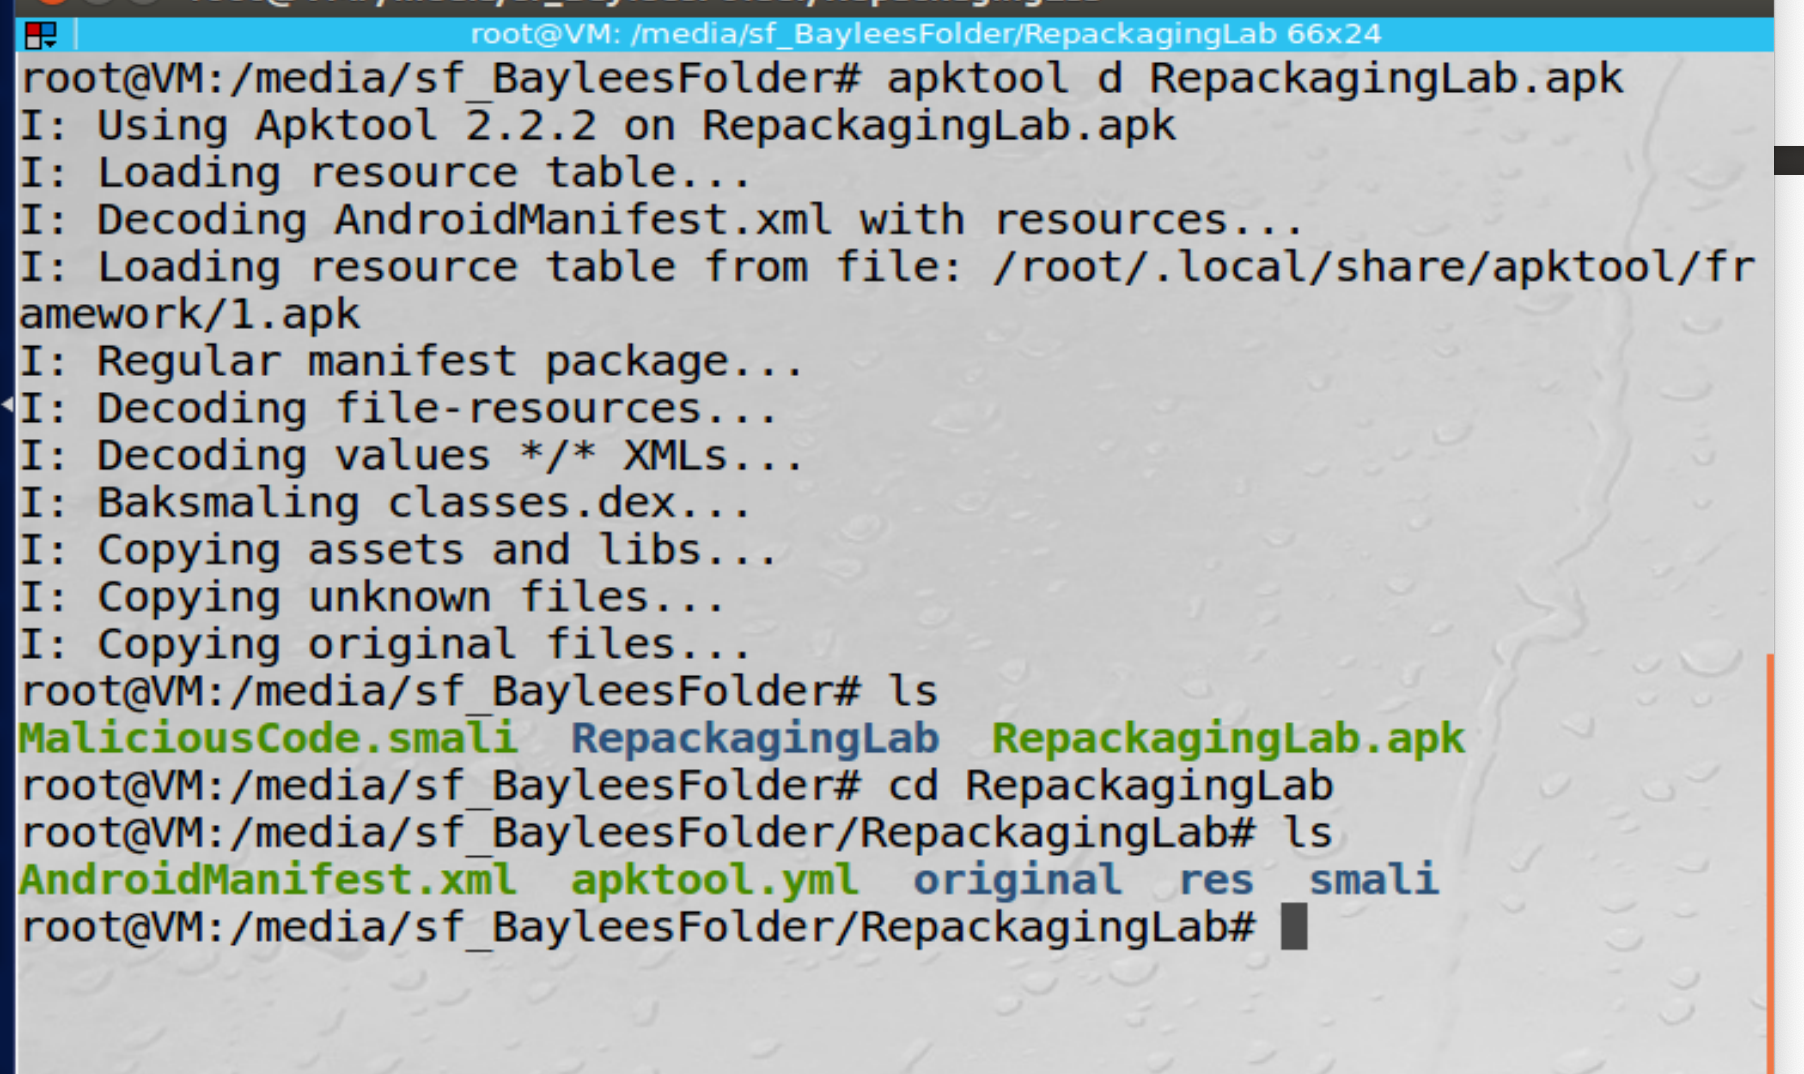 root@VM: /media/sf_BayleesFolder/RepackagingLab 66x24
root@VM:/media/sf_BayleesFolder# apktool d RepackagingLab.apk
I: Using Apktool 2.2.2 on RepackagingLab.apk
I: Loading resource table...
I: Decoding AndroidManifest.xml with resources...
I: Loading resource table from file: /root/.local/share/apktool/fr
amework/1.apk
I: Regular manifest package...
I: Decoding file-resources...
I: Decoding values */* XMLs...
I: Baksmaling classes.dex...
I: Copying assets and libs...
I: Copying unknown files...
I: Copying original files...
root@VM:/media/sf_BayleesFolder# ls
MaliciousCode.smali  RepackagingLab  RepackagingLab.apk
root@VM:/media/sf_BayleesFolder# cd RepackagingLab
root@VM:/media/sf_BayleesFolder/RepackagingLab# ls
AndroidManifest.xml  apktool.yml  original  res  smali
root@VM:/media/sf_BayleesFolder/RepackagingLab#